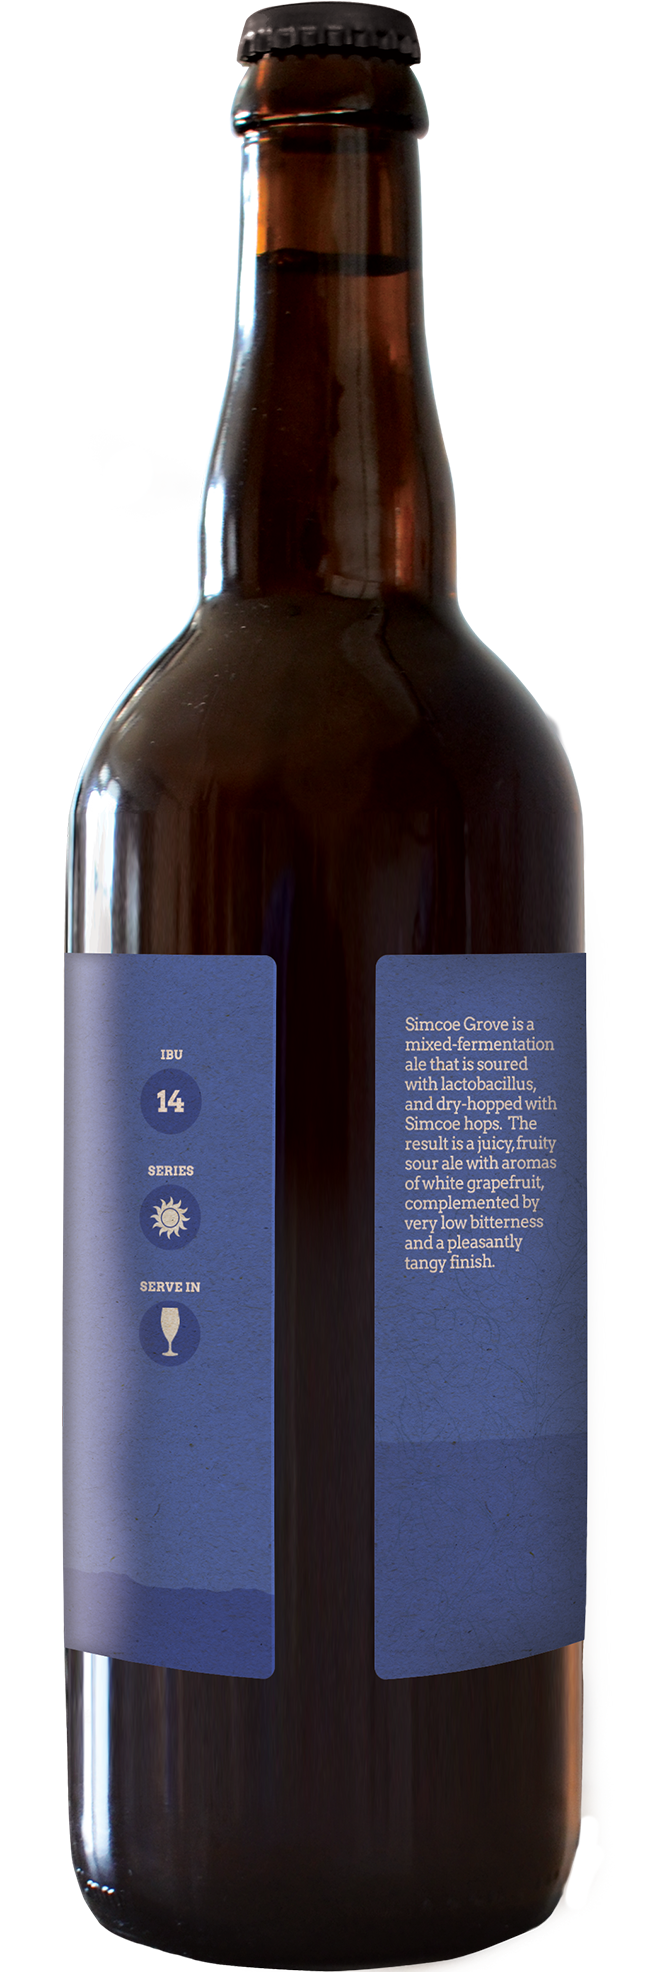 IBU
14
SERIES
SERVE IN
Simcoe Grove is a
mixed-fermentation
ale that is soured
with lactobacillus,
and dry-hopped with
Simcoe hops. The
result is a juicy, fruity
sour ale with aromas
of white grapefruit,
complemented by
very low bitterness
and a pleasantly
tangy finish.